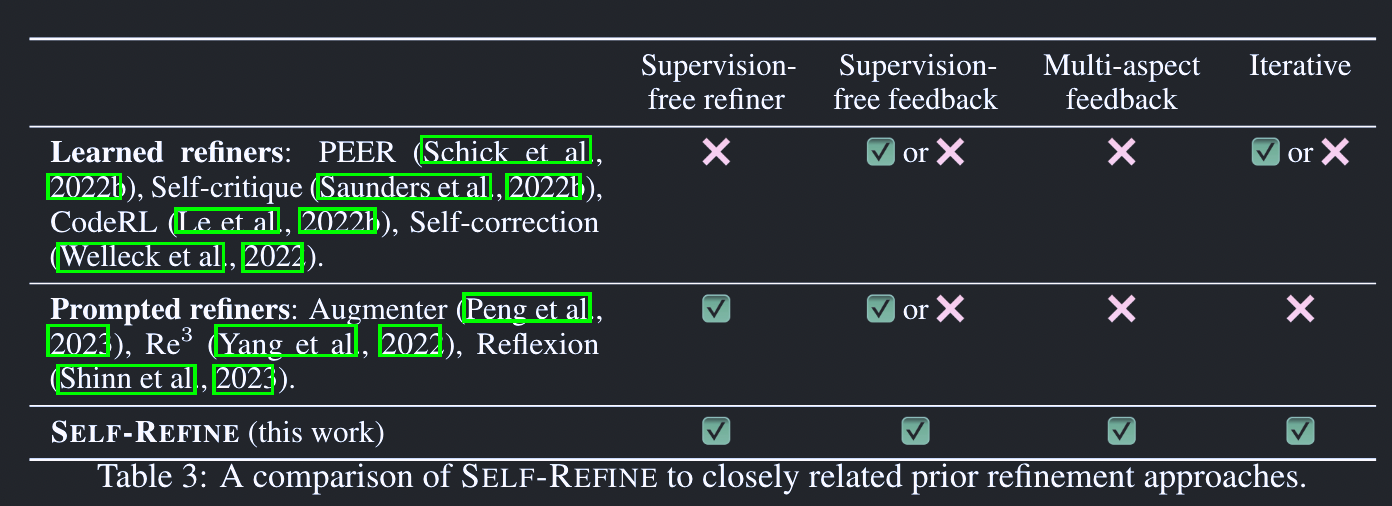 Supervision- Supervision- Multi-aspect Iterative
free refiner free feedback feedback
Learned refiners: PEER (Schick et al., ❌ ✅ or ❌ ❌ ✅ or ❌
2022b), Self-critique (Saunders et al., 2022b),
CodeRL (Le et al., 2022b), Self-correction
(Welleck et al., 2022).
Prompted refiners: Augmenter (Peng et al., ✅ ✅ or ❌ ❌ ❌
2023), Re³ (Yang et al., 2022), Reflexion
(Shinn et al., 2023).
SELF-REFINE (this work) ✅ ✅ ✅ ✅
Table 3: A comparison of SELF-REFINE to closely related prior refinement approaches.